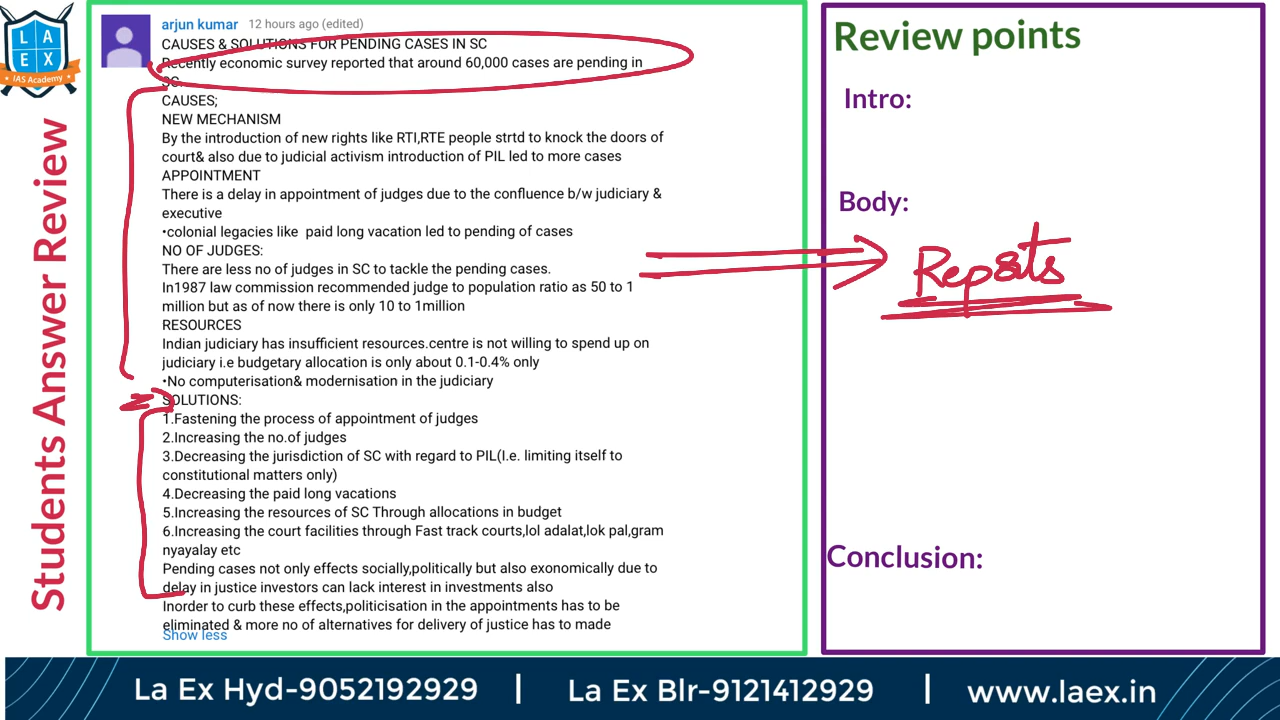 LA
EX
IAS Academy
Students Answer Review
arjun kumar 12 hours ago (edited)
CAUSES & SOLUTIONS FOR PENDING CASES IN SC
Recently economic survey reported that around 60,000 cases are pending in
SC.
CAUSES;
NEW MECHANISM
By the introduction of new rights like RTI,RTE people strtd to knock the doors of
court& also due to judicial activism introduction of PIL led to more cases
APPOINTMENT
There is a delay in appointment of judges due to the confluence b/w judiciary &
executive
•colonial legacies like paid long vacation led to pending of cases
NO OF JUDGES:
There are less no of judges in SC to tackle the pending cases.
In1987 law commission recommended judge to population ratio as 50 to 1
million but as of now there is only 10 to 1million
RESOURCES
Indian judiciary has insufficient resources.centre is not willing to spend up on
judiciary i.e budgetary allocation is only about 0.1-0.4% only
•No computerisation& modernisation in the judiciary
SOLUTIONS:
1.Fastening the process of appointment of judges
2.Increasing the no.of judges
3.Decreasing the jurisdiction of SC with regard to PIL(I.e. limiting itself to
constitutional matters only)
4.Decreasing the paid long vacations
5.Increasing the resources of SC Through allocations in budget
6.Increasing the court facilities through Fast track courts,lol adalat,lok pal,gram
nyayalay etc
Pending cases not only effects socially,politically but also exonomically due to
delay in justice investors can lack interest in investments also
Inorder to curb these effects,politicisation in the appointments has to be
eliminated & more no of alternatives for delivery of justice has to made
Show less
Review points
Intro:
Body:
Reports
Conclusion:
La Ex Hyd-9052192929 | La Ex Blr-9121412929 | www.laex.in